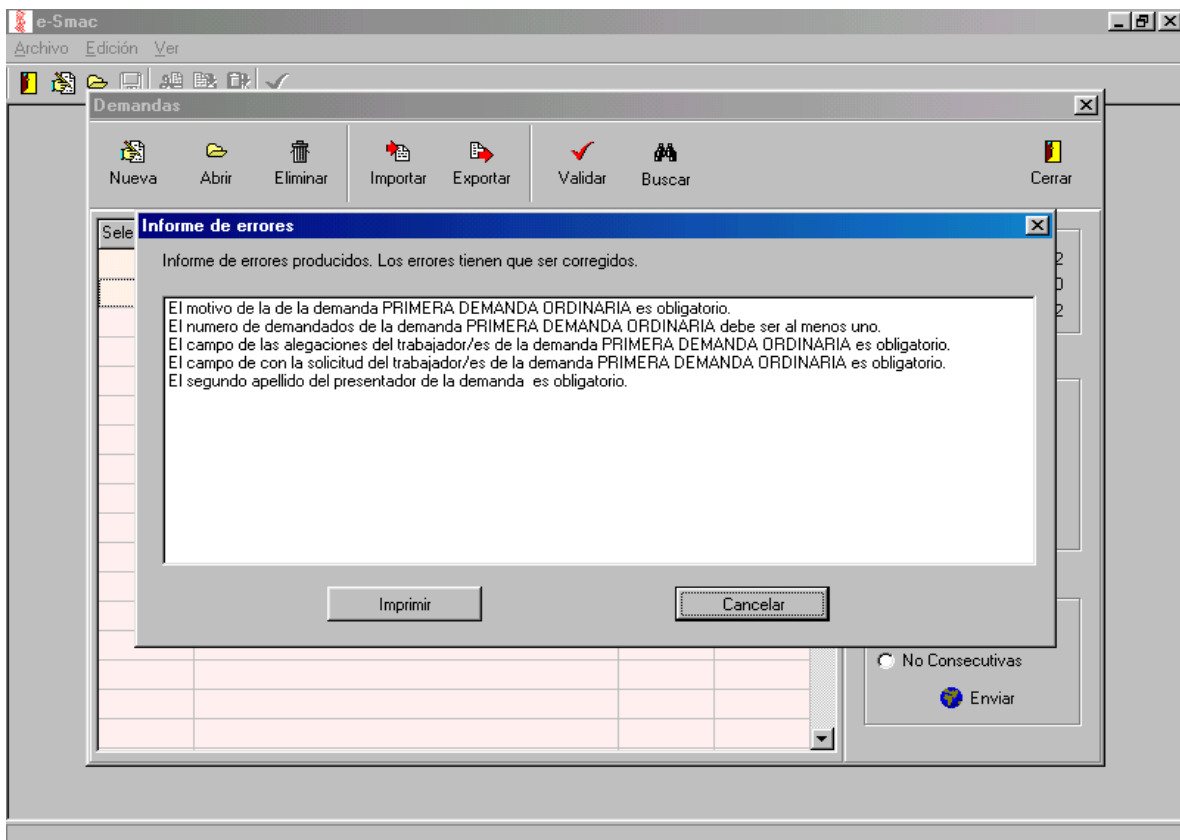 e-Smac
Archivo Edición Ver
Demandas
Nueva Abrir Eliminar Importar Exportar Validar Buscar Cerrar
Sele
Informe de errores
2
0
2
Informe de errores producidos. Los errores tienen que ser corregidos.
El motivo de la de la demanda PRIMERA DEMANDA ORDINARIA es obligatorio.
El numero de demandados de la demanda PRIMERA DEMANDA ORDINARIA debe ser al menos uno.
El campo de las alegaciones del trabajador/es de la demanda PRIMERA DEMANDA ORDINARIA es obligatorio.
El campo de con la solicitud del trabajador/es de la demanda PRIMERA DEMANDA ORDINARIA es obligatorio.
El segundo apellido del presentador de la demanda es obligatorio.
Imprimir Cancelar
No Consecutivas
Enviar